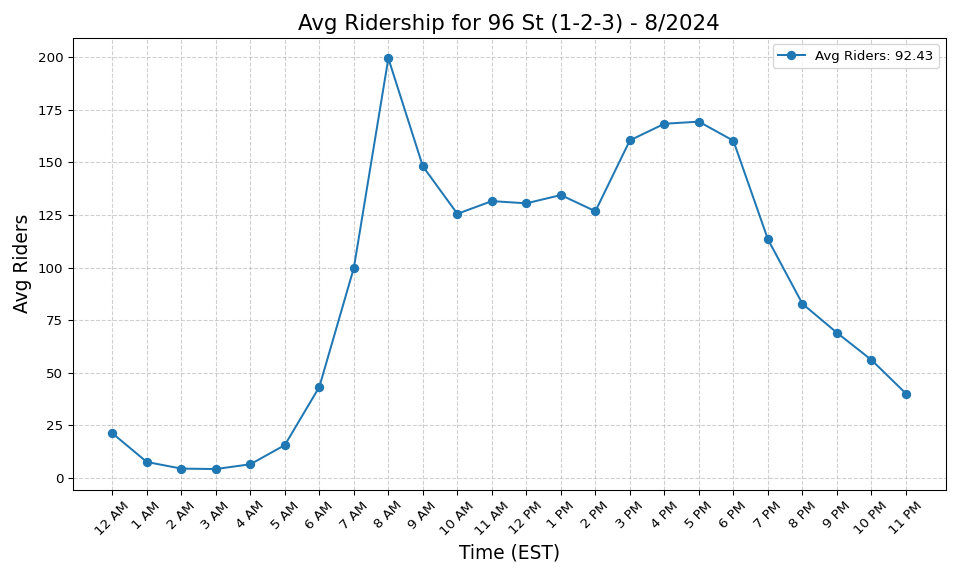 Avg Ridership for 96 St (1-2-3) - 8/2024
Avg Riders: 92.43
Avg Riders
200
175
150
125
100
75
50
25
0
12 AM
1 AM
2 AM
3 AM
4 AM
5 AM
6 AM
7 AM
8 AM
9 AM
10 AM
11 AM
12 PM
1 PM
2 PM
3 PM
4 PM
5 PM
6 PM
7 PM
8 PM
9 PM
10 PM
11 PM
Time (EST)